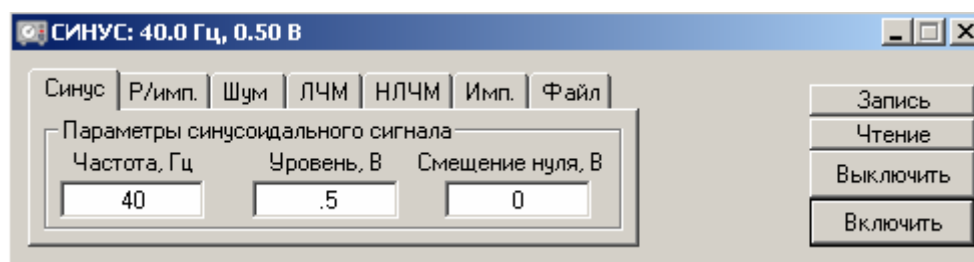 СИНУС: 40.0 Гц, 0.50 В
Синус Р/имп. Шум ЛЧМ НЛЧМ Имп. Файл
Параметры синусоидального сигнала
Частота, Гц Уровень, В Смещение нуля, В
40 .5 0
Запись
Чтение
Выключить
Включить